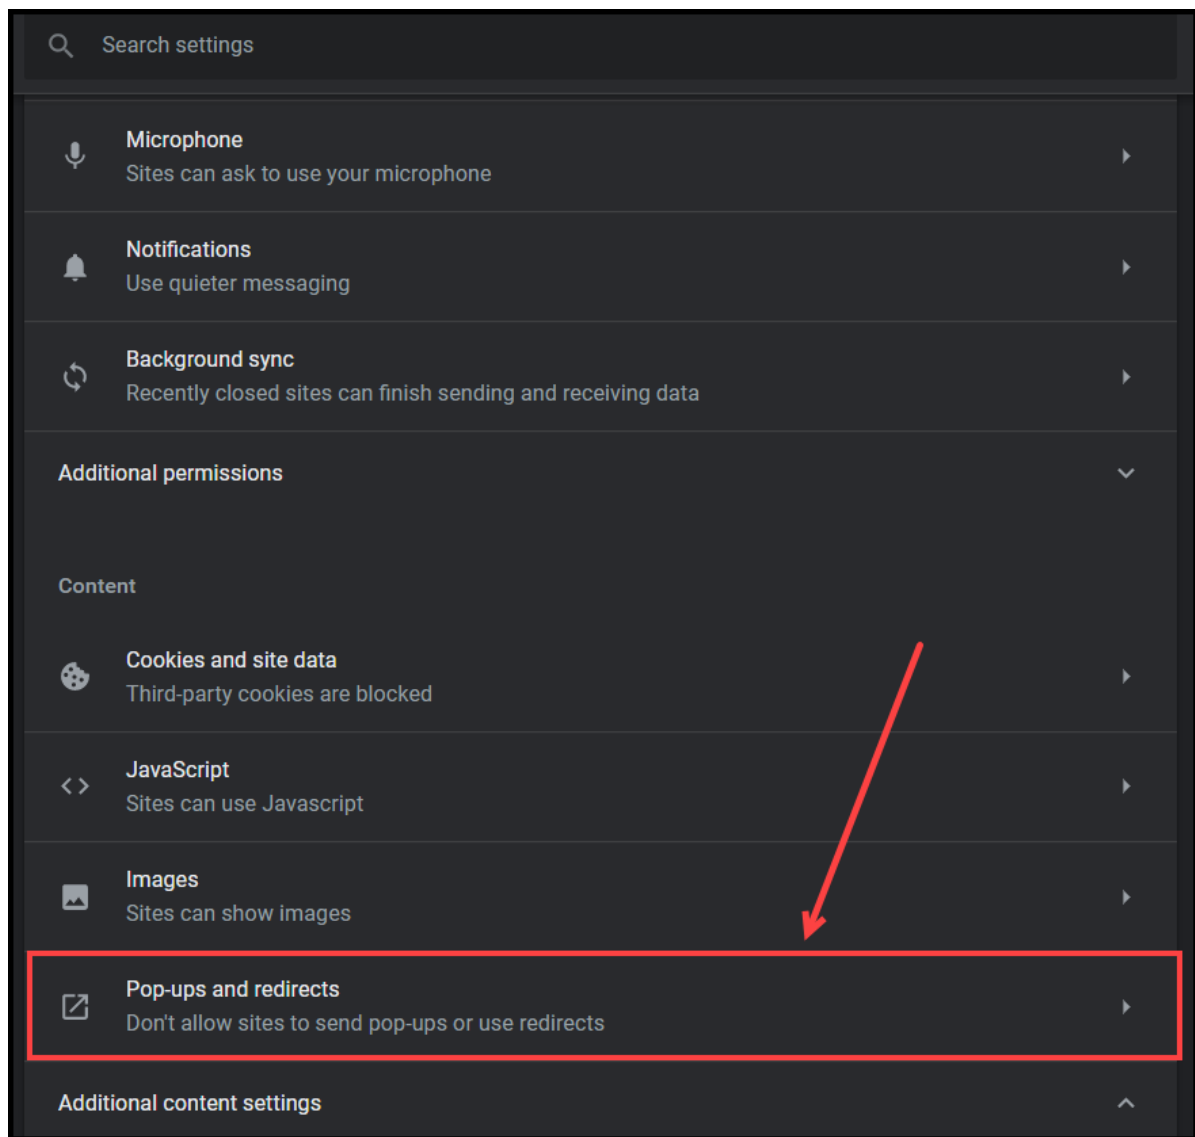 Search settings
Microphone
Sites can ask to use your microphone
Notifications
Use quieter messaging
Background sync
Recently closed sites can finish sending and receiving data
Additional permissions
Content
Cookies and site data
Third-party cookies are blocked
JavaScript
Sites can use Javascript
Images
Sites can show images
Pop-ups and redirects
Don't allow sites to send pop-ups or use redirects
Additional content settings